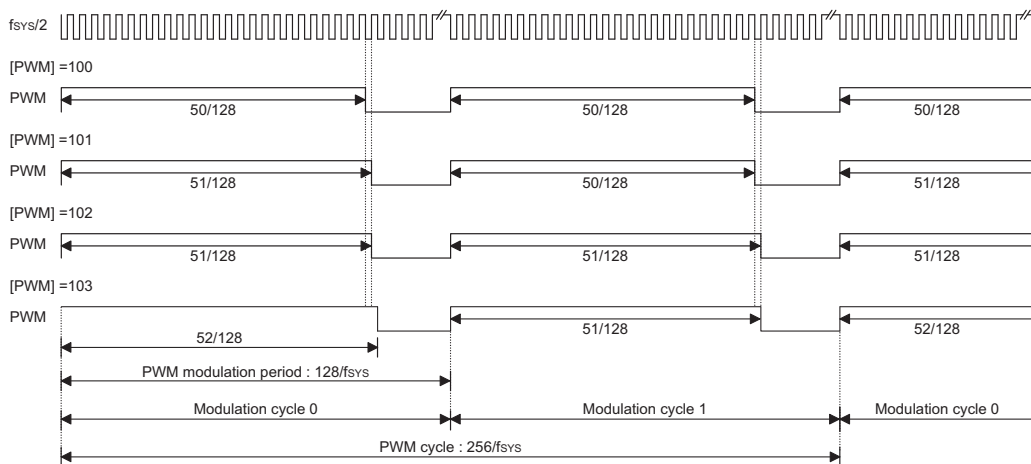 fSYS/2
[PWM] =100
PWM
50/128 50/128 50/128
[PWM] =101
PWM
51/128 50/128 51/128
[PWM] =102
PWM
51/128 51/128 51/128
[PWM] =103
PWM
52/128 51/128 52/128
PWM modulation period : 128/fSYS
Modulation cycle 0 Modulation cycle 1 Modulation cycle 0
PWM cycle : 256/fSYS